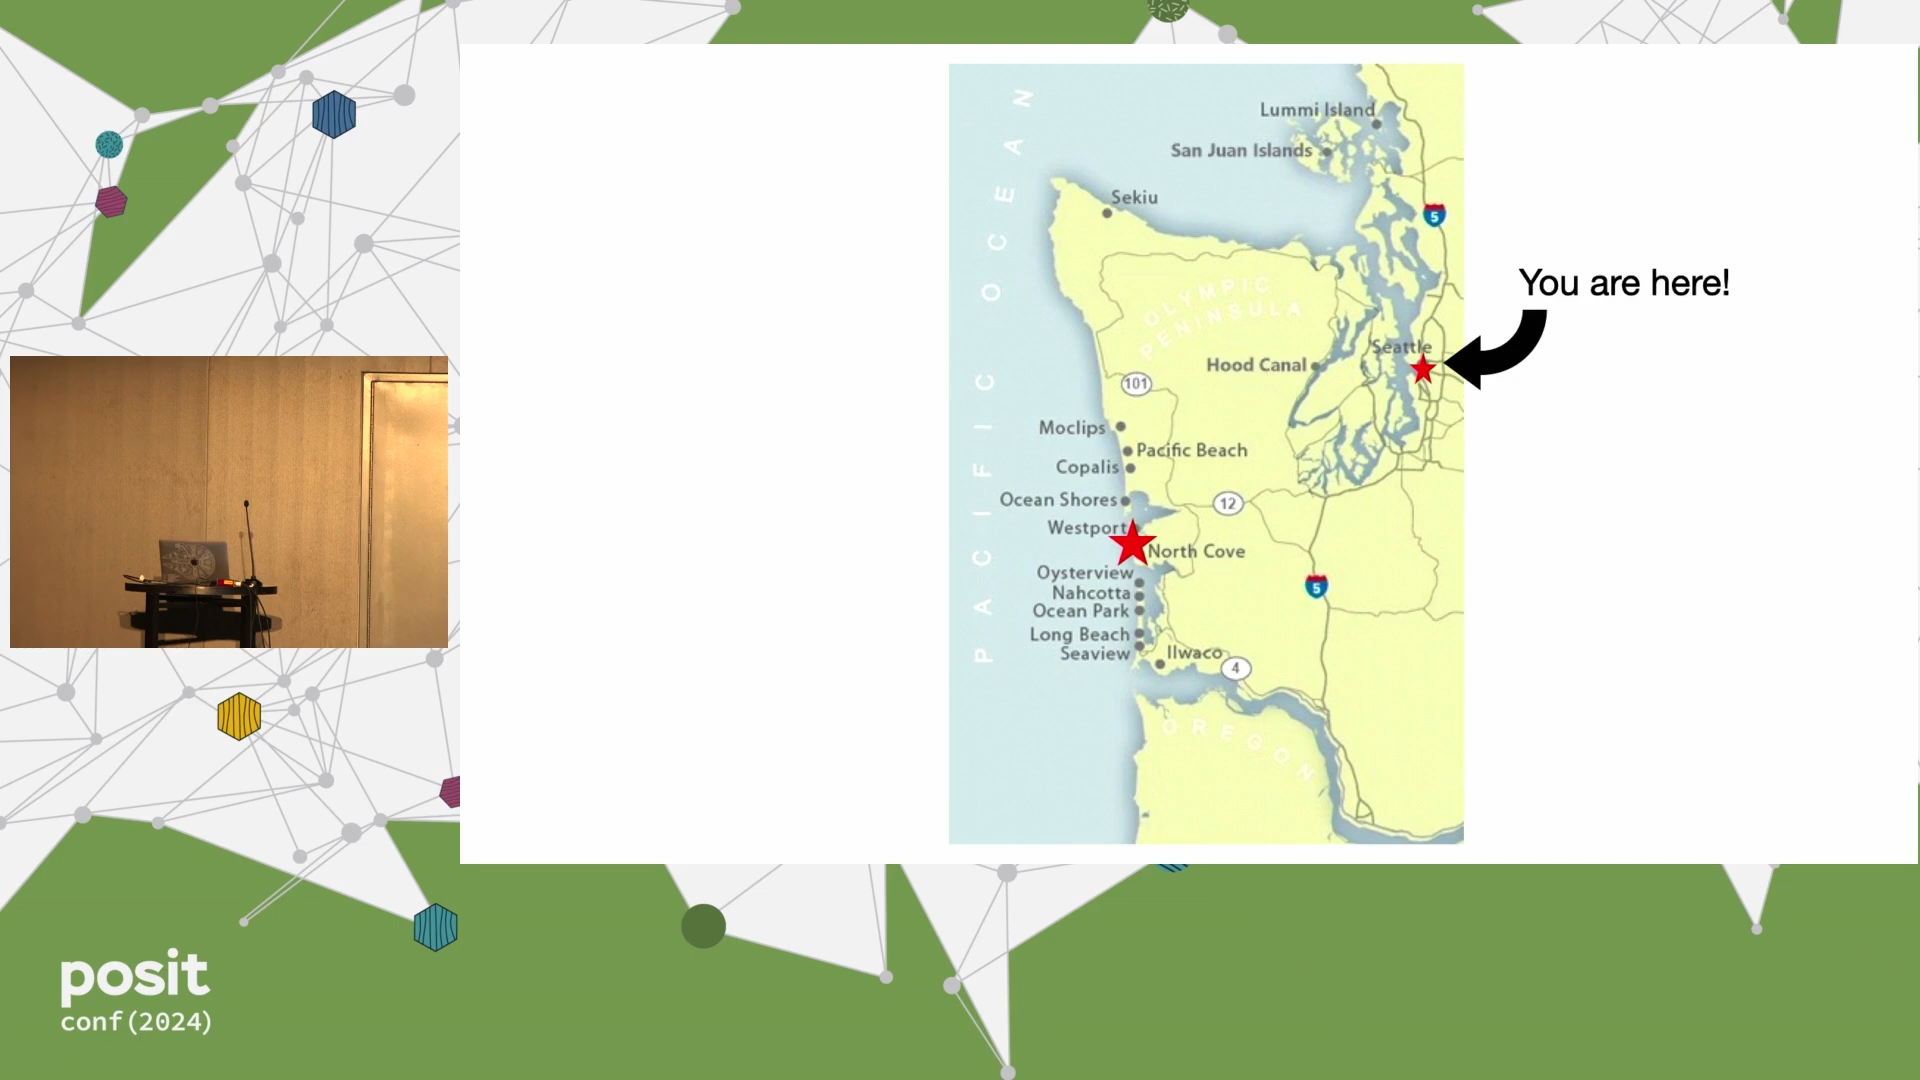 PACIFIC OCEAN
Lummi Island
San Juan Islands
Sekiu
5
You are here!
OLYMPIC
PENINSULA
Seattle
Hood Canal
101
Moclips
Pacific Beach
Copalis
Ocean Shores
12
Westport
North Cove
Oysterview
5
Nahcotta
Ocean Park
Long Beach
Seaview
Ilwaco
4
OREGON
posit
conf(2024)